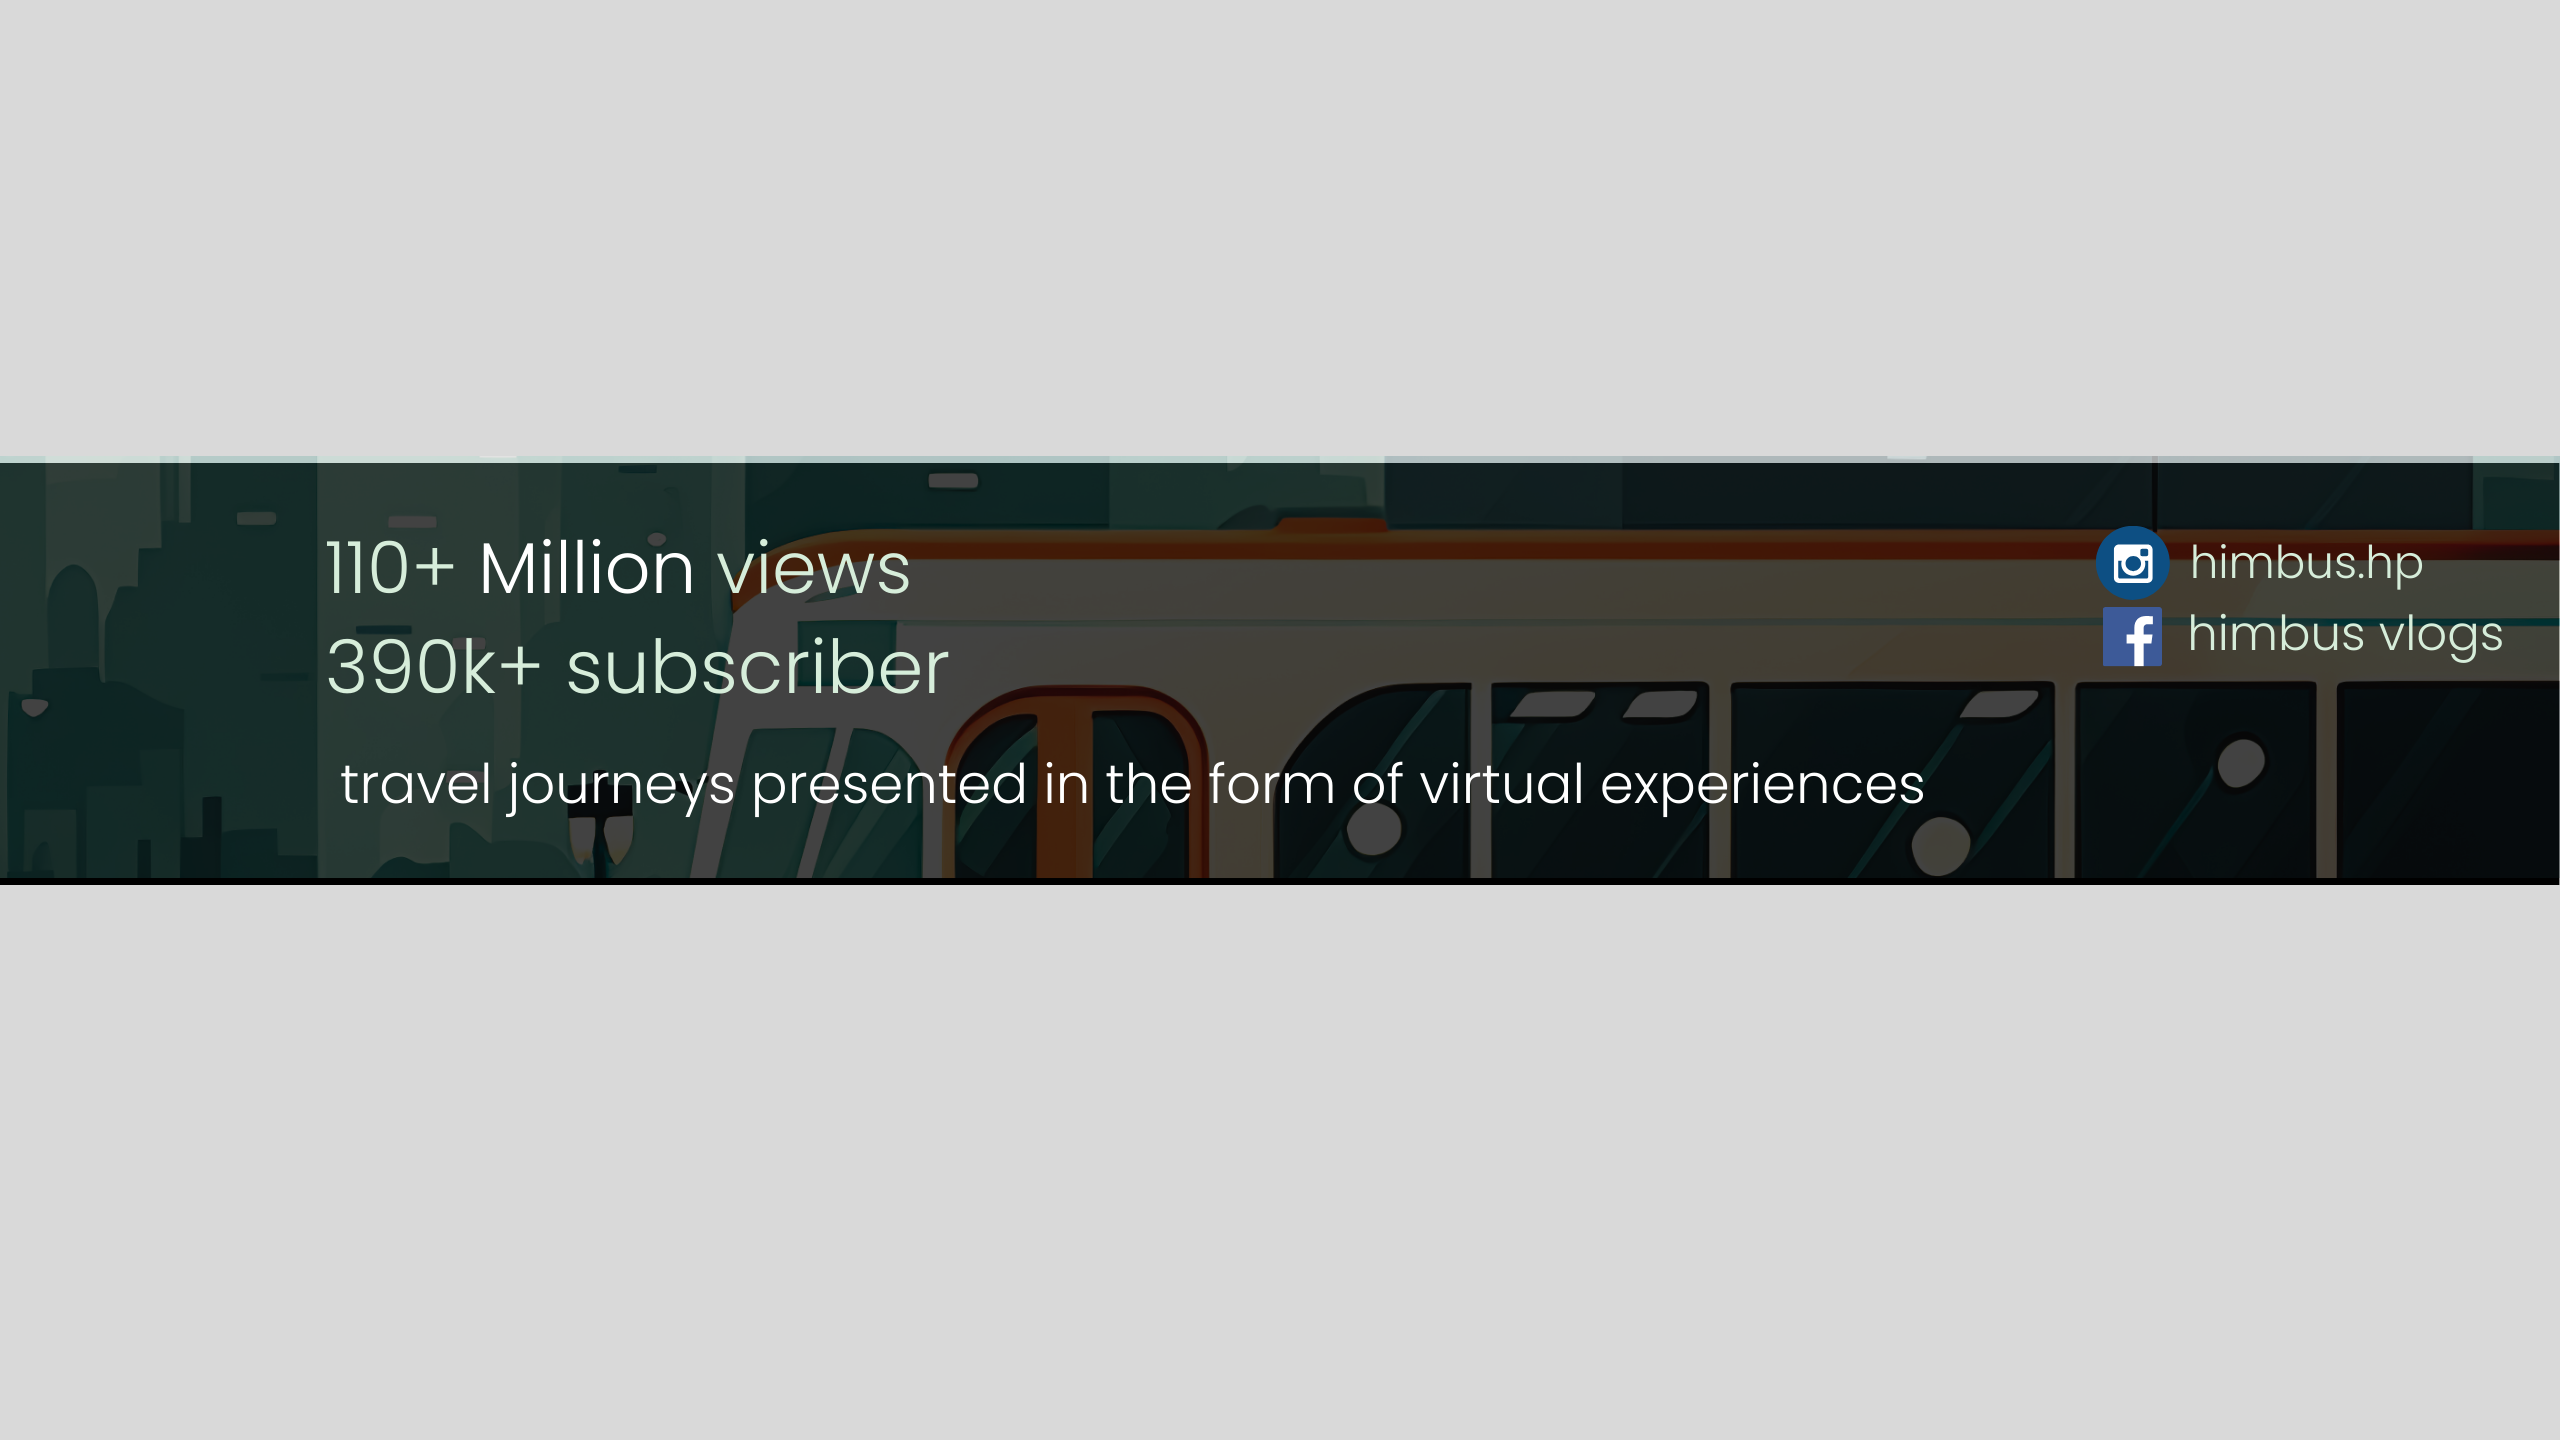 110+ Million views
390k+ subscriber
travel journeys presented in the form of virtual experiences
himbus.hp
himbus vlogs